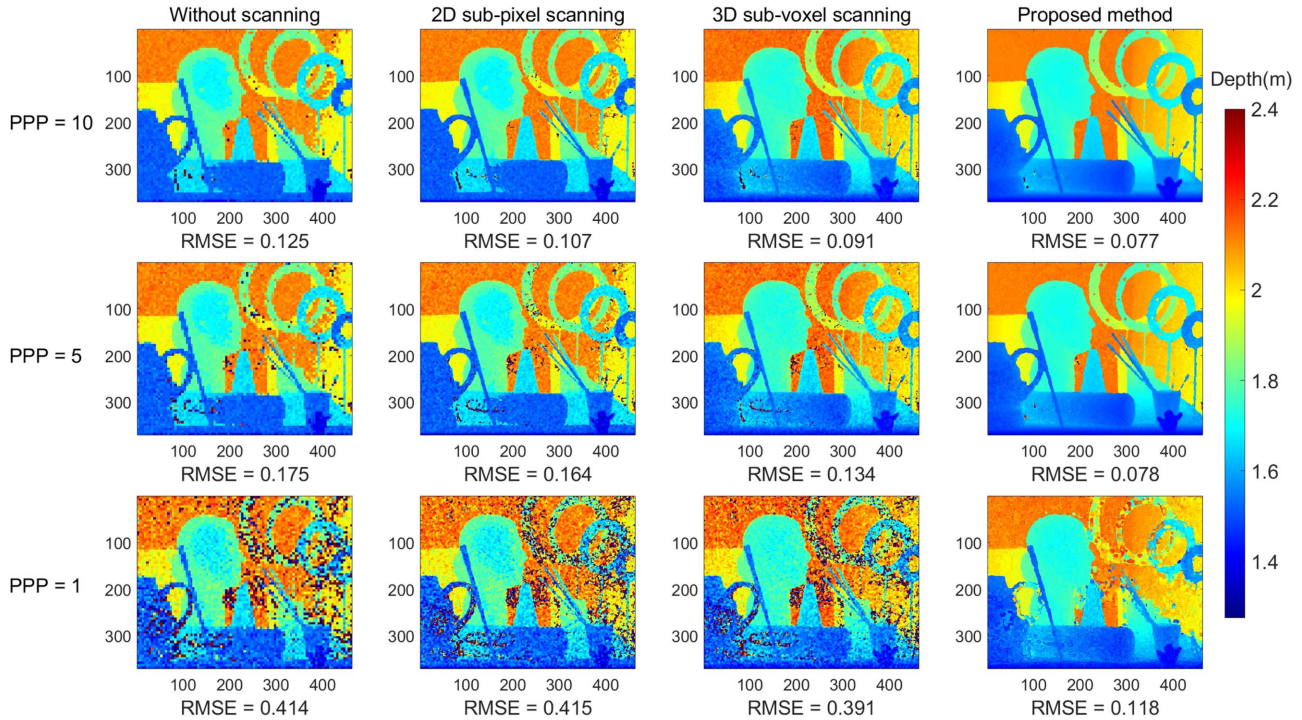 Without scanning 2D sub-pixel scanning 3D sub-voxel scanning Proposed method
PPP = 10
100
200
300
100 200 300 400
RMSE = 0.125
100
200
300
100 200 300 400
RMSE = 0.107
100
200
300
100 200 300 400
RMSE = 0.091
100
200
300
100 200 300 400
RMSE = 0.077
PPP = 5
100
200
300
100 200 300 400
RMSE = 0.175
100
200
300
100 200 300 400
RMSE = 0.164
100
200
300
100 200 300 400
RMSE = 0.134
100
200
300
100 200 300 400
RMSE = 0.078
PPP = 1
100
200
300
100 200 300 400
RMSE = 0.414
100
200
300
100 200 300 400
RMSE = 0.415
100
200
300
100 200 300 400
RMSE = 0.391
100
200
300
100 200 300 400
RMSE = 0.118
Depth(m)
2.4
2.2
2
1.8
1.6
1.4